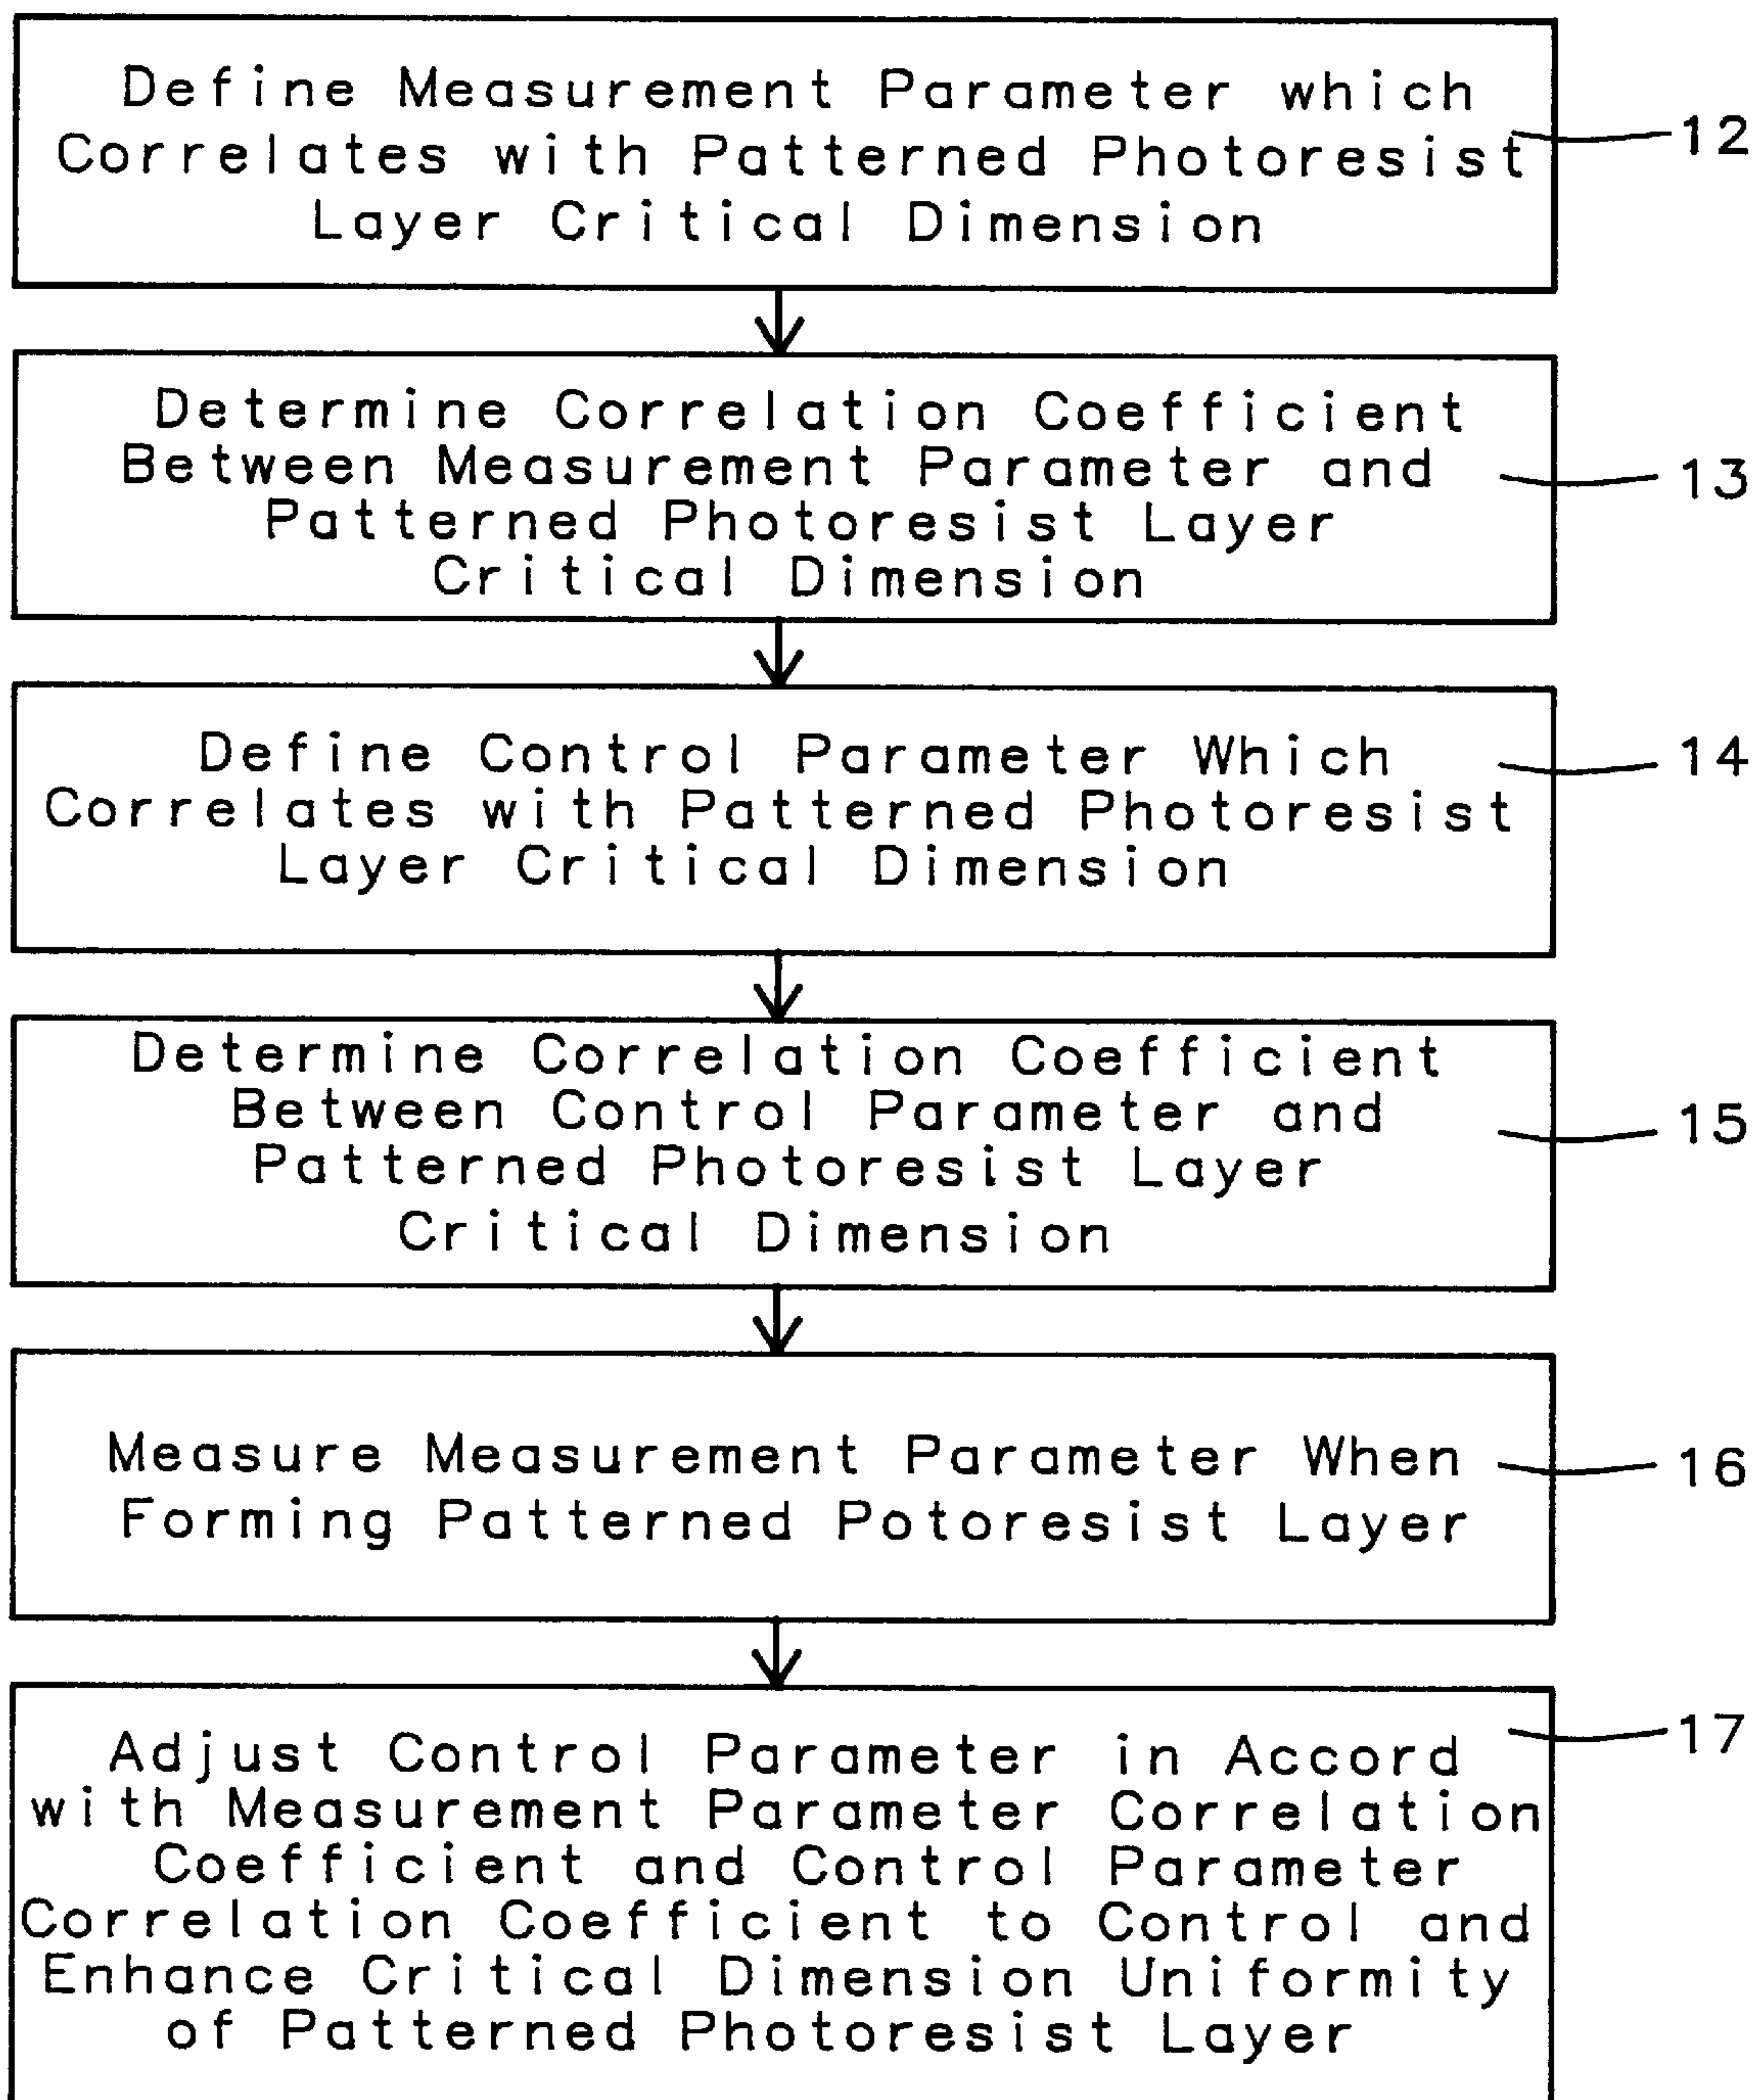 Define Measurement Parameter which
Correlates with Patterned Photoresist
Layer Critical Dimension
12
Determine Correlation Coefficient
Between Measurement Parameter and
Patterned Photoresist Layer
Critical Dimension
13
Define Control Parameter Which
Correlates with Patterned Photoresist
Layer Critical Dimension
14
Determine Correlation Coefficient
Between Control Parameter and
Patterned Photoresist Layer
Critical Dimension
15
Measure Measurement Parameter When
Forming Patterned Potoresist Layer
16
Adjust Control Parameter in Accord
with Measurement Parameter Correlation
Coefficient and Control Parameter
Correlation Coefficient to Control and
Enhance Critical Dimension Uniformity
of Patterned Photoresist Layer
17